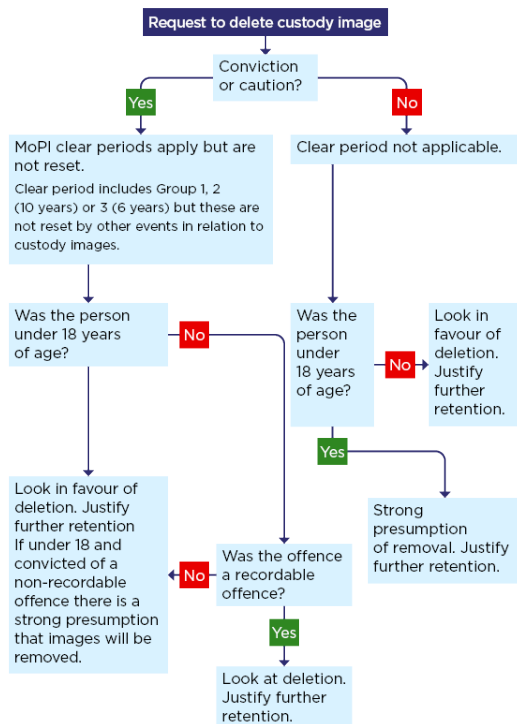 Request to delete custody image
Conviction
or caution?
Yes
No
MoPI clear periods apply but are
not reset.
Clear period includes Group 1, 2
(10 years) or 3 (6 years) but these are
not reset by other events in relation to
custody images.
Clear period not applicable.
Was the person
under 18 years
of age?
No
Was the
person
under
18 years
of age?
No
Look in
favour of
deletion.
Justify
further
retention.
Yes
Strong
presumption
of removal. Justify
further retention.
Look in favour of
deletion. Justify
further retention
If under 18 and
convicted of a
non-recordable
offence there is a
strong presumption
that images will be
removed.
No
Was the offence
a recordable
offence?
Yes
Look at deletion.
Justify further
retention.